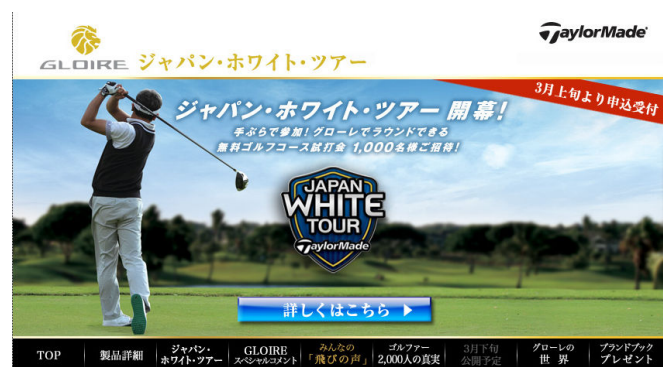 TaylorMade
GLOIRE ジャパン・ホワイト・ツアー
3月上旬より申込受付
ジャパン・ホワイト・ツアー 開幕!
手ぶらで参加!グローレでラウンドできる
無料ゴルフコース試打会 1,000名様ご招待!
JAPAN
WHITE
TOUR
TaylorMade
詳しくはこちら
TOP
製品詳細
ジャパン・
ホワイト・ツアー
GLOIRE
スペシャルコメント
みんなの
「飛びの声」
ゴルファー
2,000人の真実
3月下旬
公開予定
グローレの
世界
ブランドブック
プレゼント